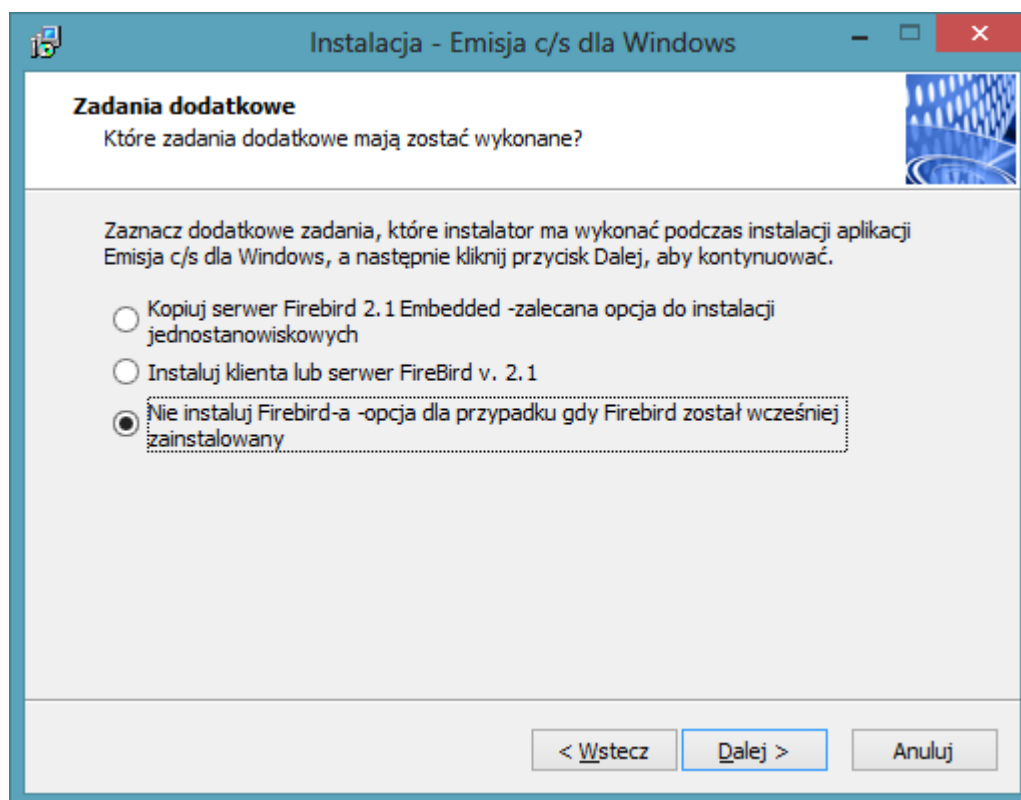 Instalacja - Emisja c/s dla Windows
Zadania dodatkowe
Które zadania dodatkowe mają zostać wykonane?
Zaznacz dodatkowe zadania, które instalator ma wykonać podczas instalacji aplikacji
Emisja c/s dla Windows, a następnie kliknij przycisk Dalej, aby kontynuować.
Kopiuj serwer Firebird 2.1 Embedded -zalecana opcja do instalacji
jednostanowiskowych
Instaluj klienta lub serwer FireBird v. 2.1
Nie instaluj Firebird-a -opcja dla przypadku gdy Firebird został wcześniej
zainstalowany
< Wstecz
Dalej >
Anuluj